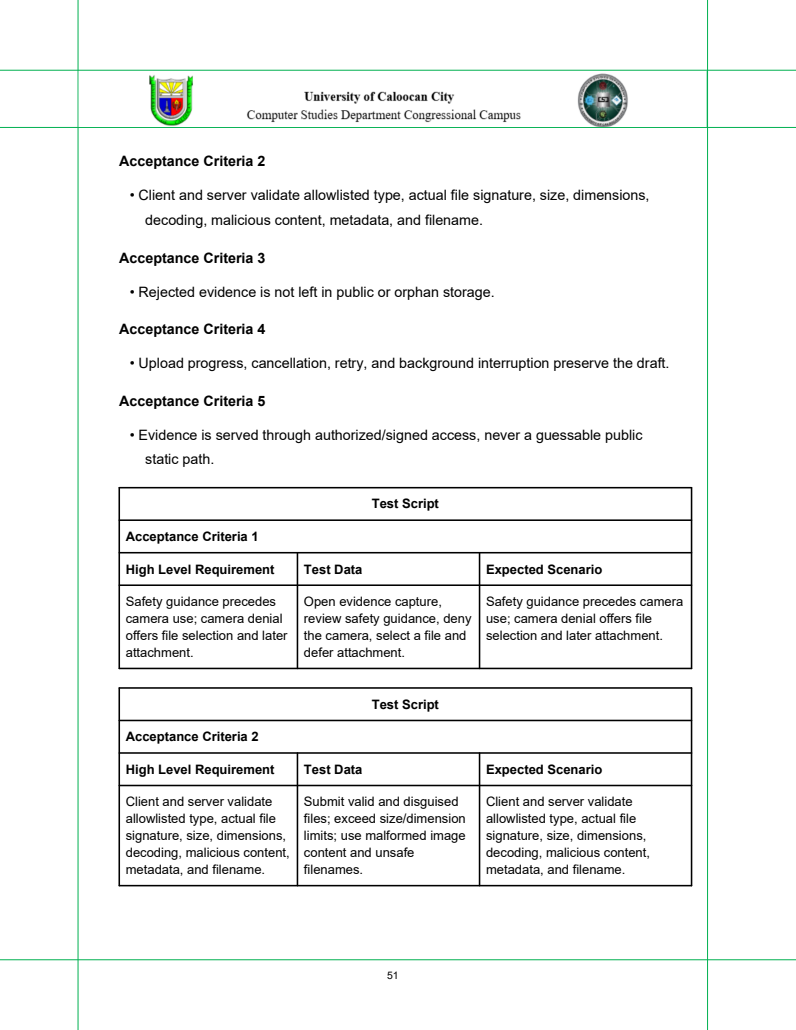 University of Caloocan City
Computer Studies Department Congressional Campus
Acceptance Criteria 2
• Client and server validate allowlisted type, actual file signature, size, dimensions,
decoding, malicious content, metadata, and filename.
Acceptance Criteria 3
• Rejected evidence is not left in public or orphan storage.
Acceptance Criteria 4
• Upload progress, cancellation, retry, and background interruption preserve the draft.
Acceptance Criteria 5
• Evidence is served through authorized/signed access, never a guessable public
static path.
Test Script
Acceptance Criteria 1
High Level Requirement
Test Data
Expected Scenario
Safety guidance precedes
camera use; camera denial
offers file selection and later
attachment.
Open evidence capture,
review safety guidance, deny
the camera, select a file and
defer attachment.
Safety guidance precedes camera
use; camera denial offers file
selection and later attachment.
Test Script
Acceptance Criteria 2
High Level Requirement
Test Data
Expected Scenario
Client and server validate
allowlisted type, actual file
signature, size, dimensions,
decoding, malicious content,
metadata, and filename.
Submit valid and disguised
files; exceed size/dimension
limits; use malformed image
content and unsafe
filenames.
Client and server validate
allowlisted type, actual file
signature, size, dimensions,
decoding, malicious content,
metadata, and filename.
51